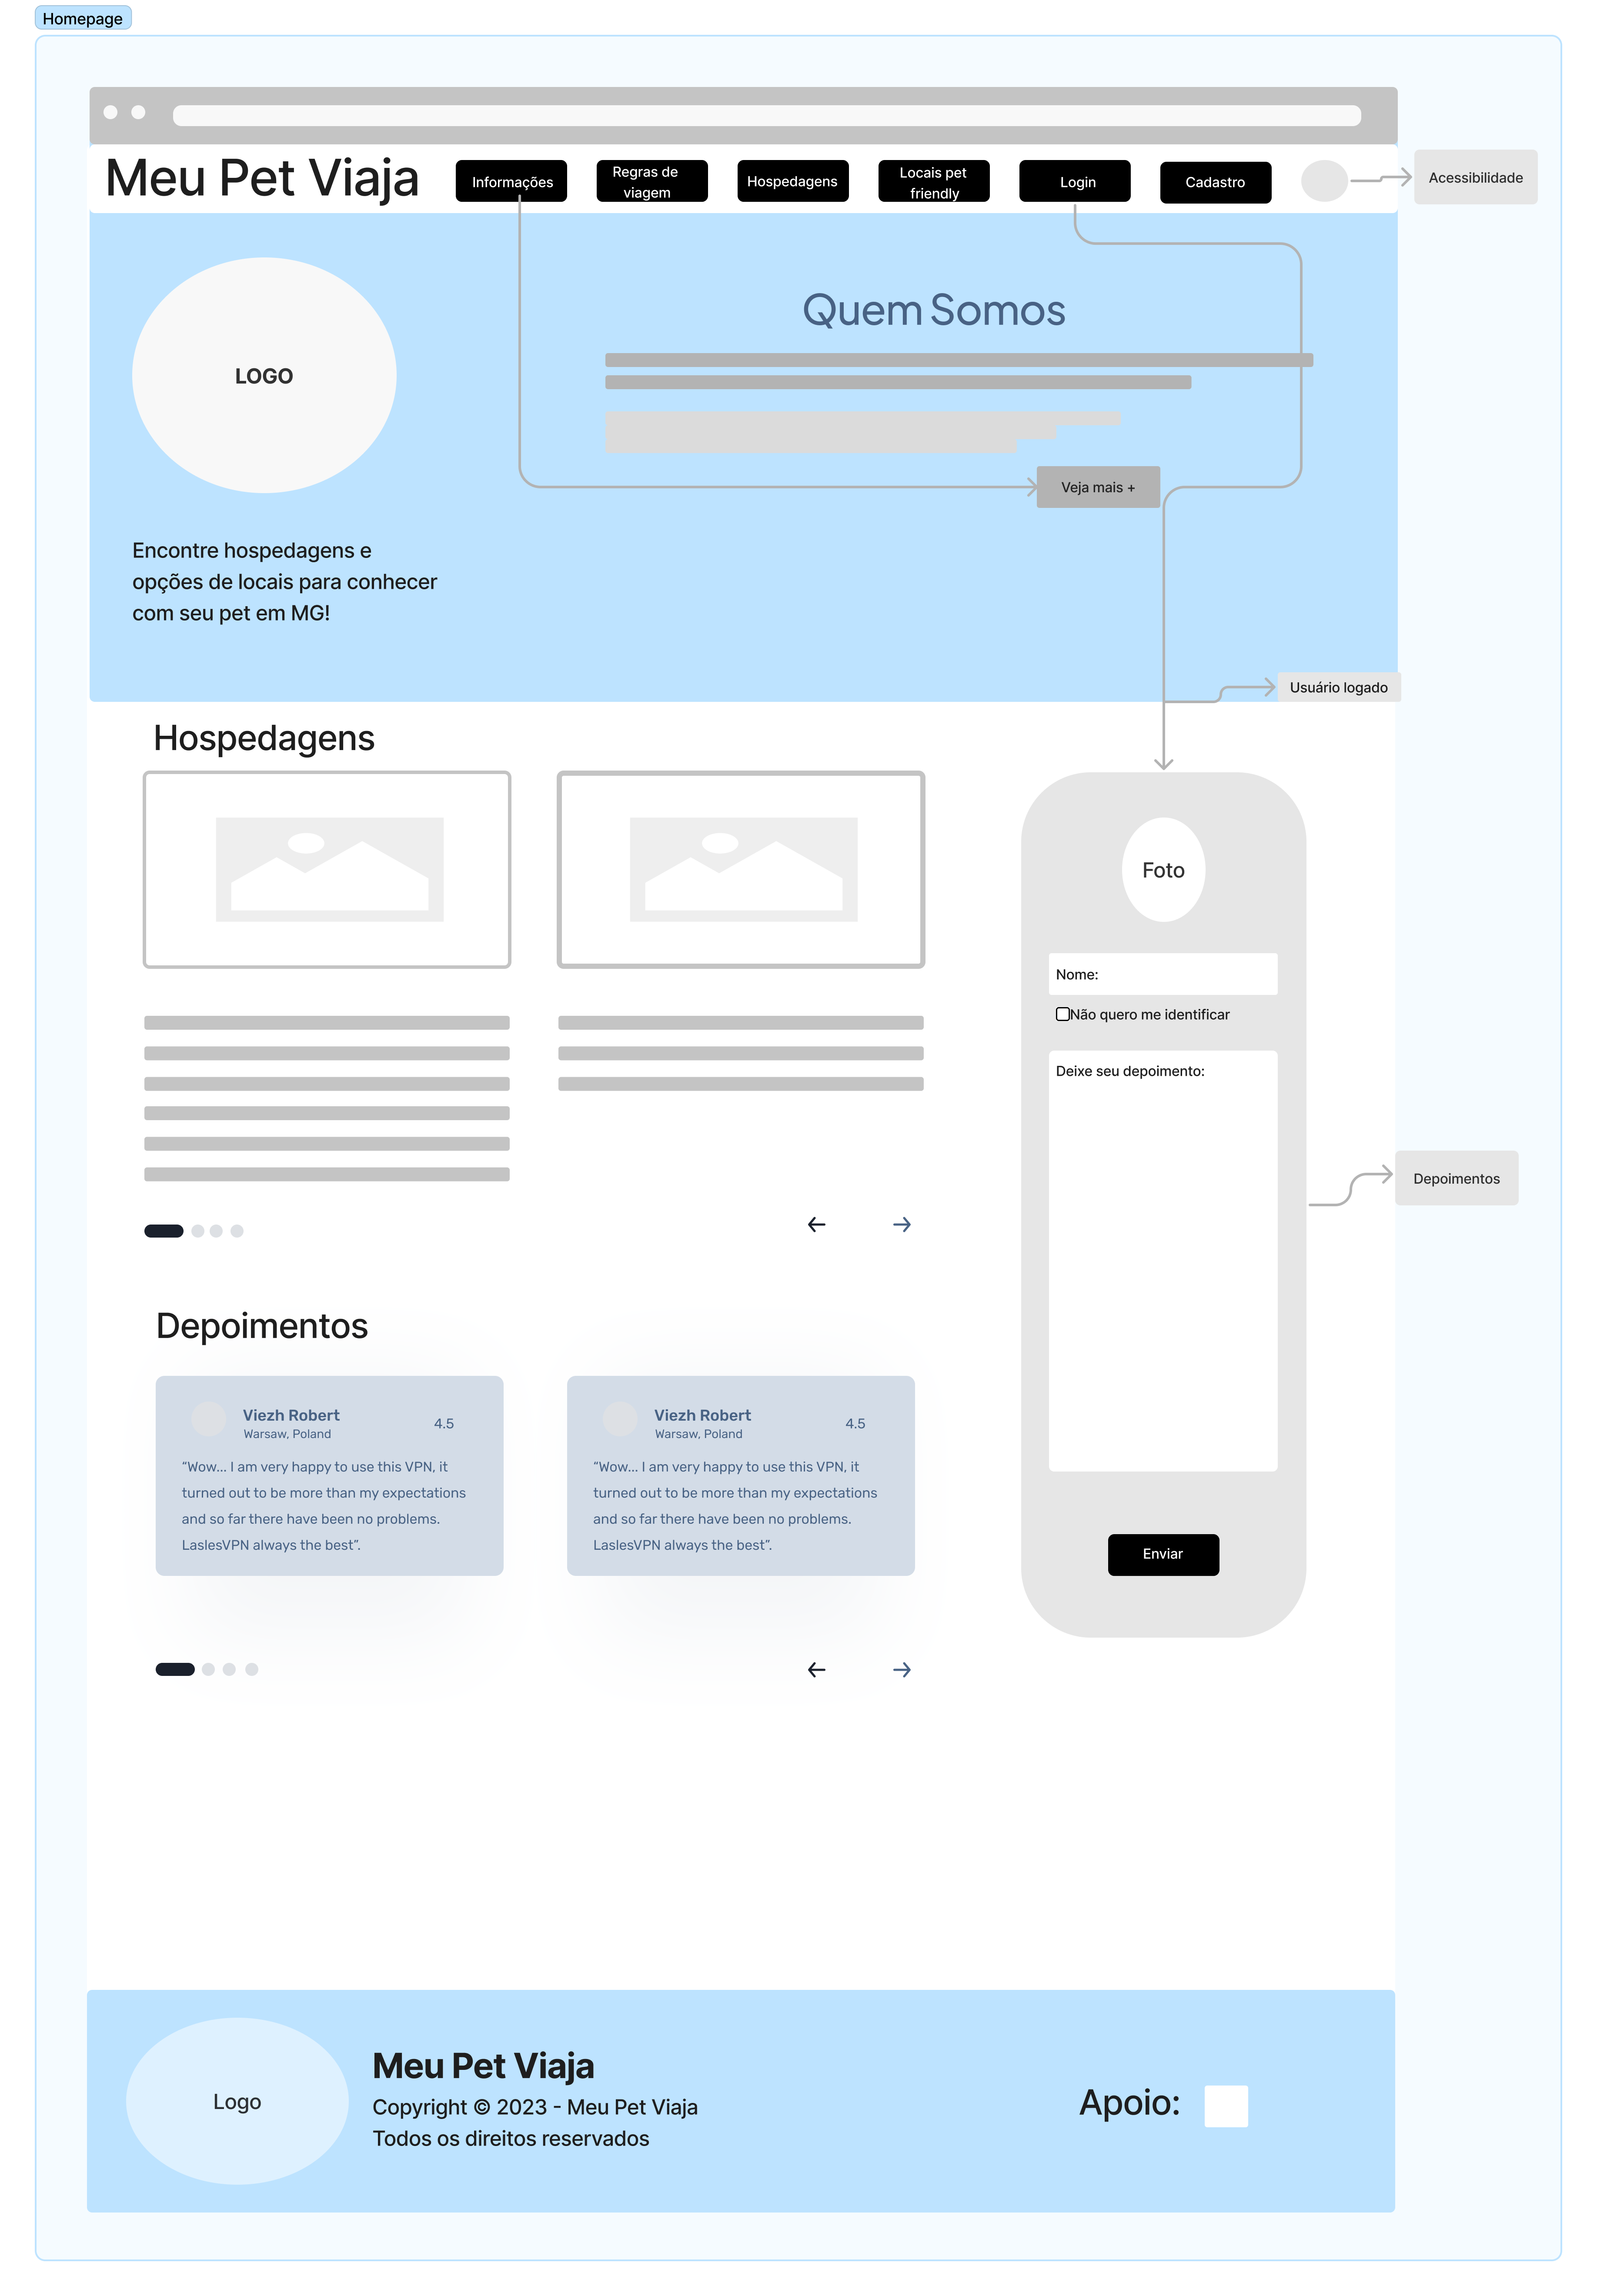 Homepage
Meu Pet Viaja
Informações
Regras de
viagem
Hospedagens
Locais pet
friendly
Login
Cadastro
Acessibilidade
LOGO
Quem Somos
Veja mais +
Encontre hospedagens e
opções de locais para conhecer
com seu pet em MG!
Usuário logado
Hospedagens
Foto
Nome:
Não quero me identificar
Deixe seu depoimento:
Depoimentos
Enviar
Depoimentos
Viezh Robert
Warsaw, Poland
4.5
“Wow... I am very happy to use this VPN, it
turned out to be more than my expectations
and so far there have been no problems.
LaslesVPN always the best”.
Viezh Robert
Warsaw, Poland
4.5
“Wow... I am very happy to use this VPN, it
turned out to be more than my expectations
and so far there have been no problems.
LaslesVPN always the best”.
Logo
Meu Pet Viaja
Copyright © 2023 - Meu Pet Viaja
Todos os direitos reservados
Apoio: